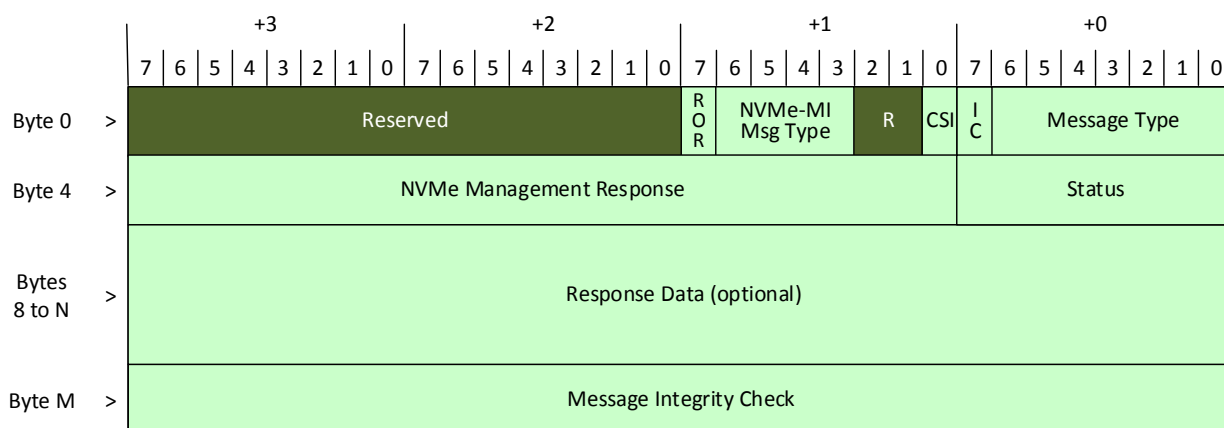 +3 +2 +1 +0
7 6 5 4 3 2 1 0 7 6 5 4 3 2 1 0 7 6 5 4 3 2 1 0 7 6 5 4 3 2 1 0
Byte 0 > Reserved ROR NVMe-MI Msg Type R CSI IC Message Type
Byte 4 > NVMe Management Response Status
Bytes 8 to N > Response Data (optional)
Byte M > Message Integrity Check